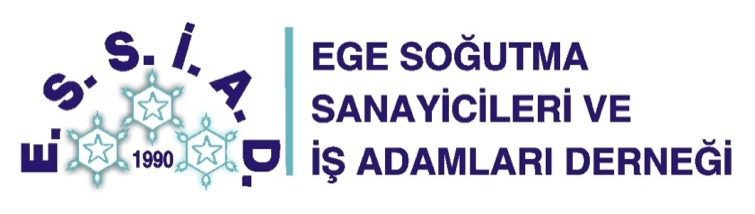 E. S. S. İ. A. D.
1990
EGE SOĞUTMA
SANAYİCİLERİ VE
İŞ ADAMLARI DERNEĞİ